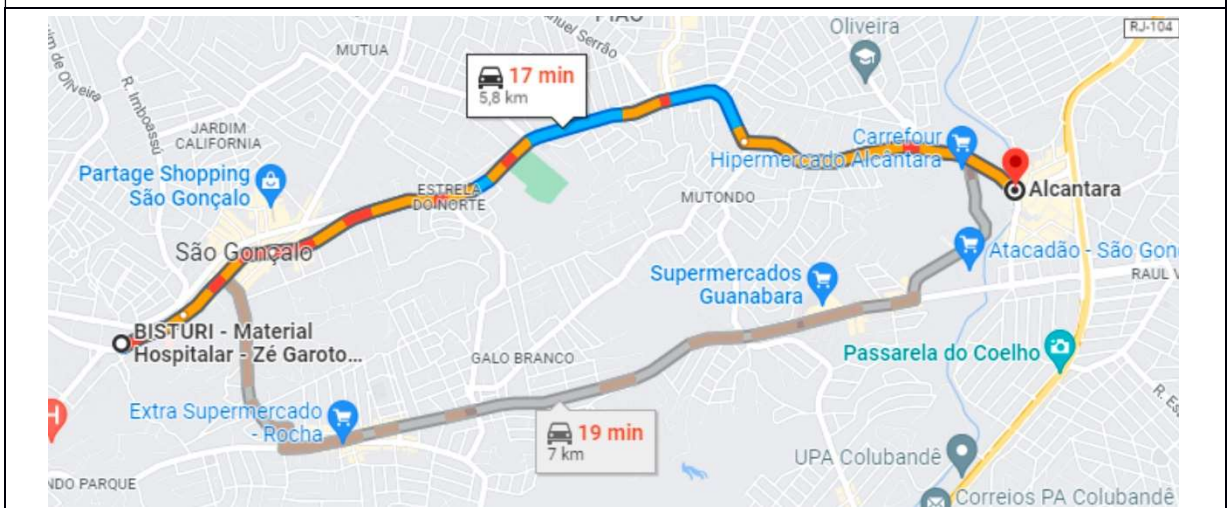 Oliveira
RJ-104
MUTUA
17 min
5,8 km
R. Imboassú
JARDIM
CALIFORNIA
Carrefour
Hipermercado Alcântara
Partage Shopping
São Gonçalo
ESTRELA
DO NORTE
MUTONDO
Alcantara
São Gonçalo
Atacadão - São Gon
Supermercados
Guanabara
RAUL V
BISTURI - Material
Hospitalar - Zé Garoto...
GALO BRANCO
Passarela do Coelho
Extra Supermercado
- Rocha
19 min
7 km
UPA Colubandê
NDO PARQUE
Correios PA Colubandê